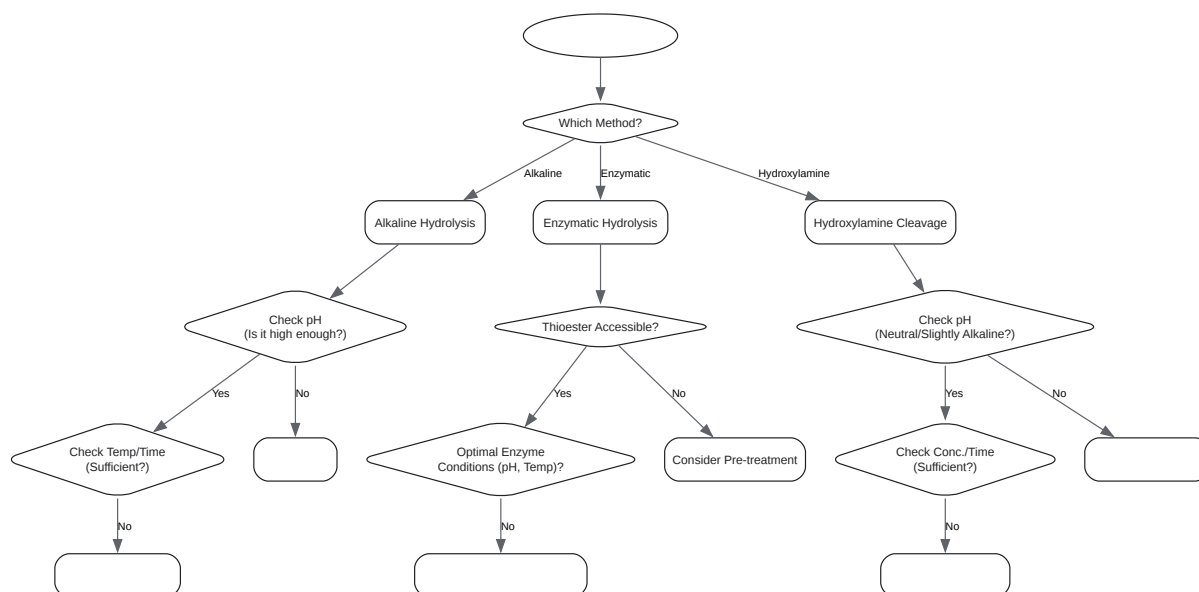 Which Method?
Alkaline
Enzymatic
Hydroxylamine
Alkaline Hydrolysis
Enzymatic Hydrolysis
Hydroxylamine Cleavage
Check pH
(Is it high enough?)
Thioester Accessible?
Check pH
(Neutral/Slightly Alkaline?)
Yes
No
Yes
No
Yes
No
Check Temp/Time
(Sufficient?)
Optimal Enzyme
Conditions (pH, Temp)?
Consider Pre-treatment
Check Conc./Time
(Sufficient?)
No
No
No